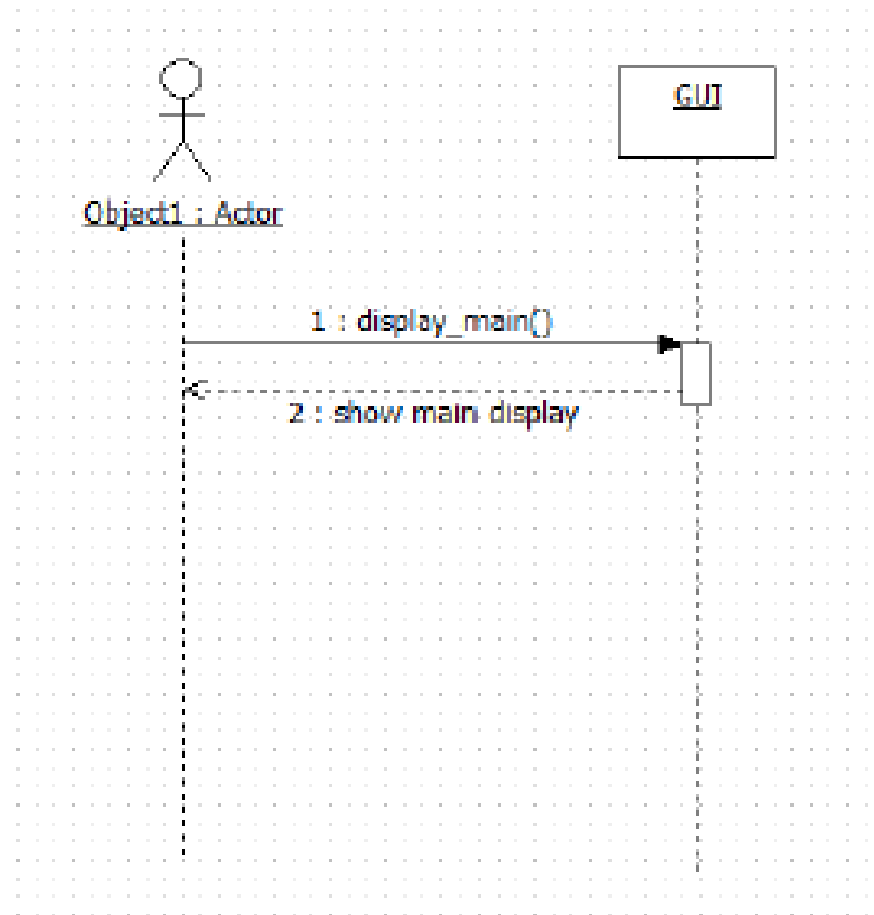 GUI
Object1 : Actor
1 : display_main()
2 : show main display